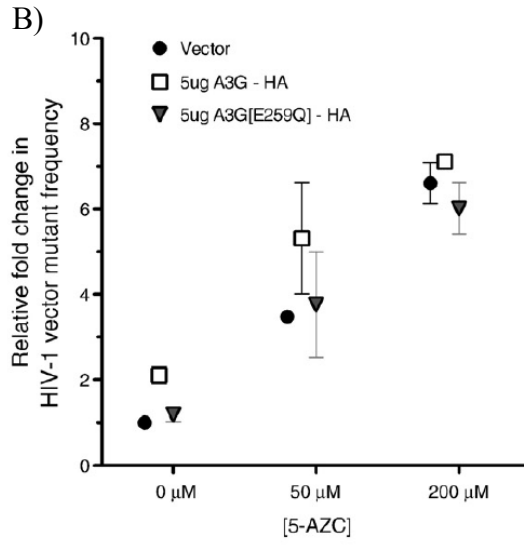 B)
10
8
6
4
2
0
Relative fold change in
HIV-1 vector mutant frequency
Vector
5ug A3G - HA
5ug A3G[E259Q] - HA
0 µM
50 µM
200 µM
[5-AZC]